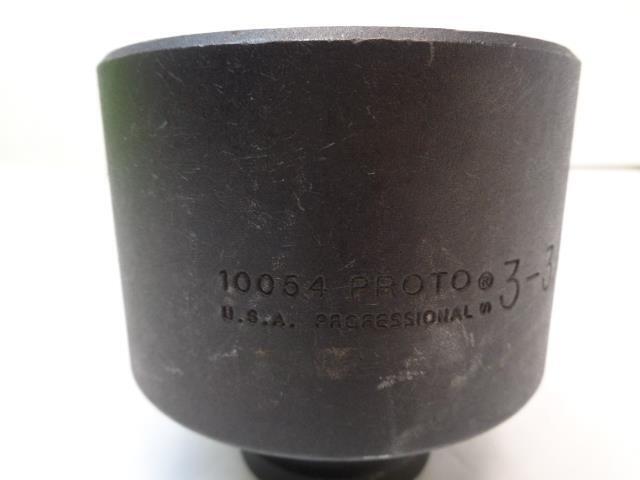 10054 PROTO® 3-3
U.S.A. PROFESSIONAL S